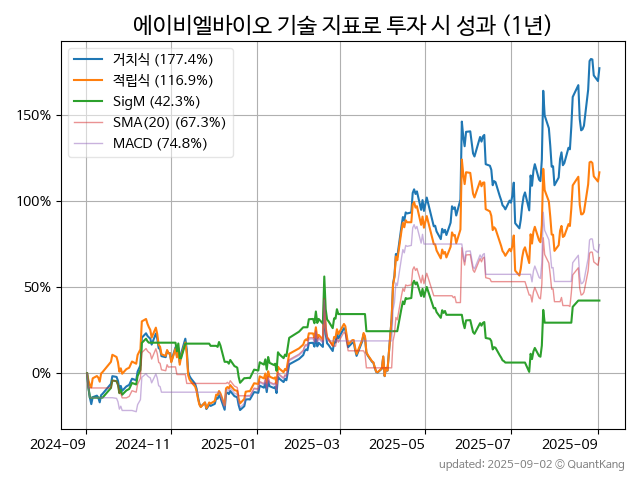 에이비엘바이오 기술 지표로 투자 시 성과 (1년)
거치식 (177.4%)
적립식 (116.9%)
SigM (42.3%)
SMA(20) (67.3%)
MACD (74.8%)
150%
100%
50%
0%
2024-09 2024-11 2025-01 2025-03 2025-05 2025-07 2025-09
updated: 2025-09-02 © QuantKang